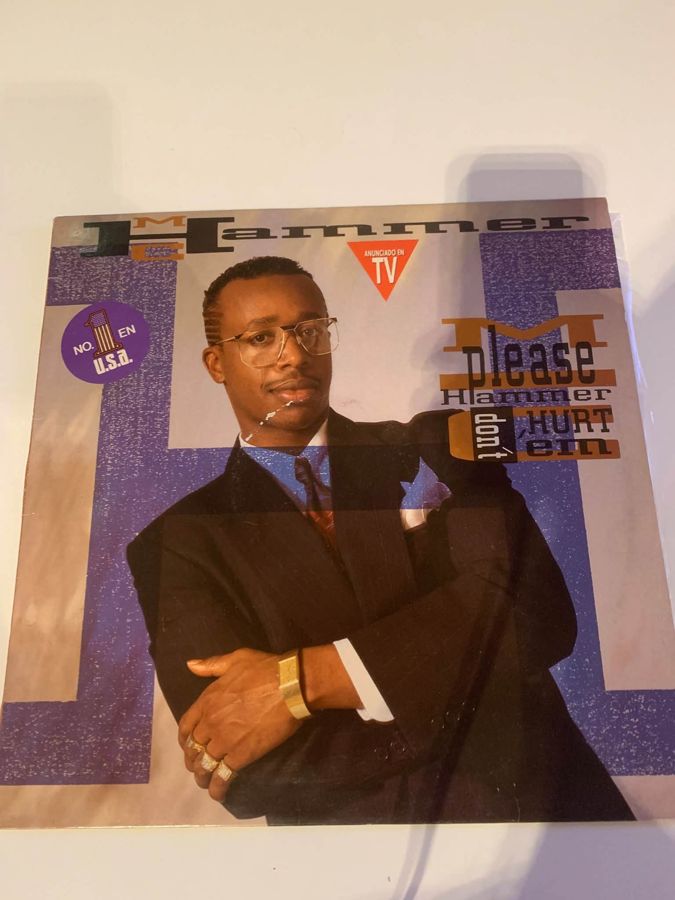 MC Hammer
ANUNCIADO EN
TV
NO. 1 EN
U.S.A.
please
Hammer
don't HURT
'em